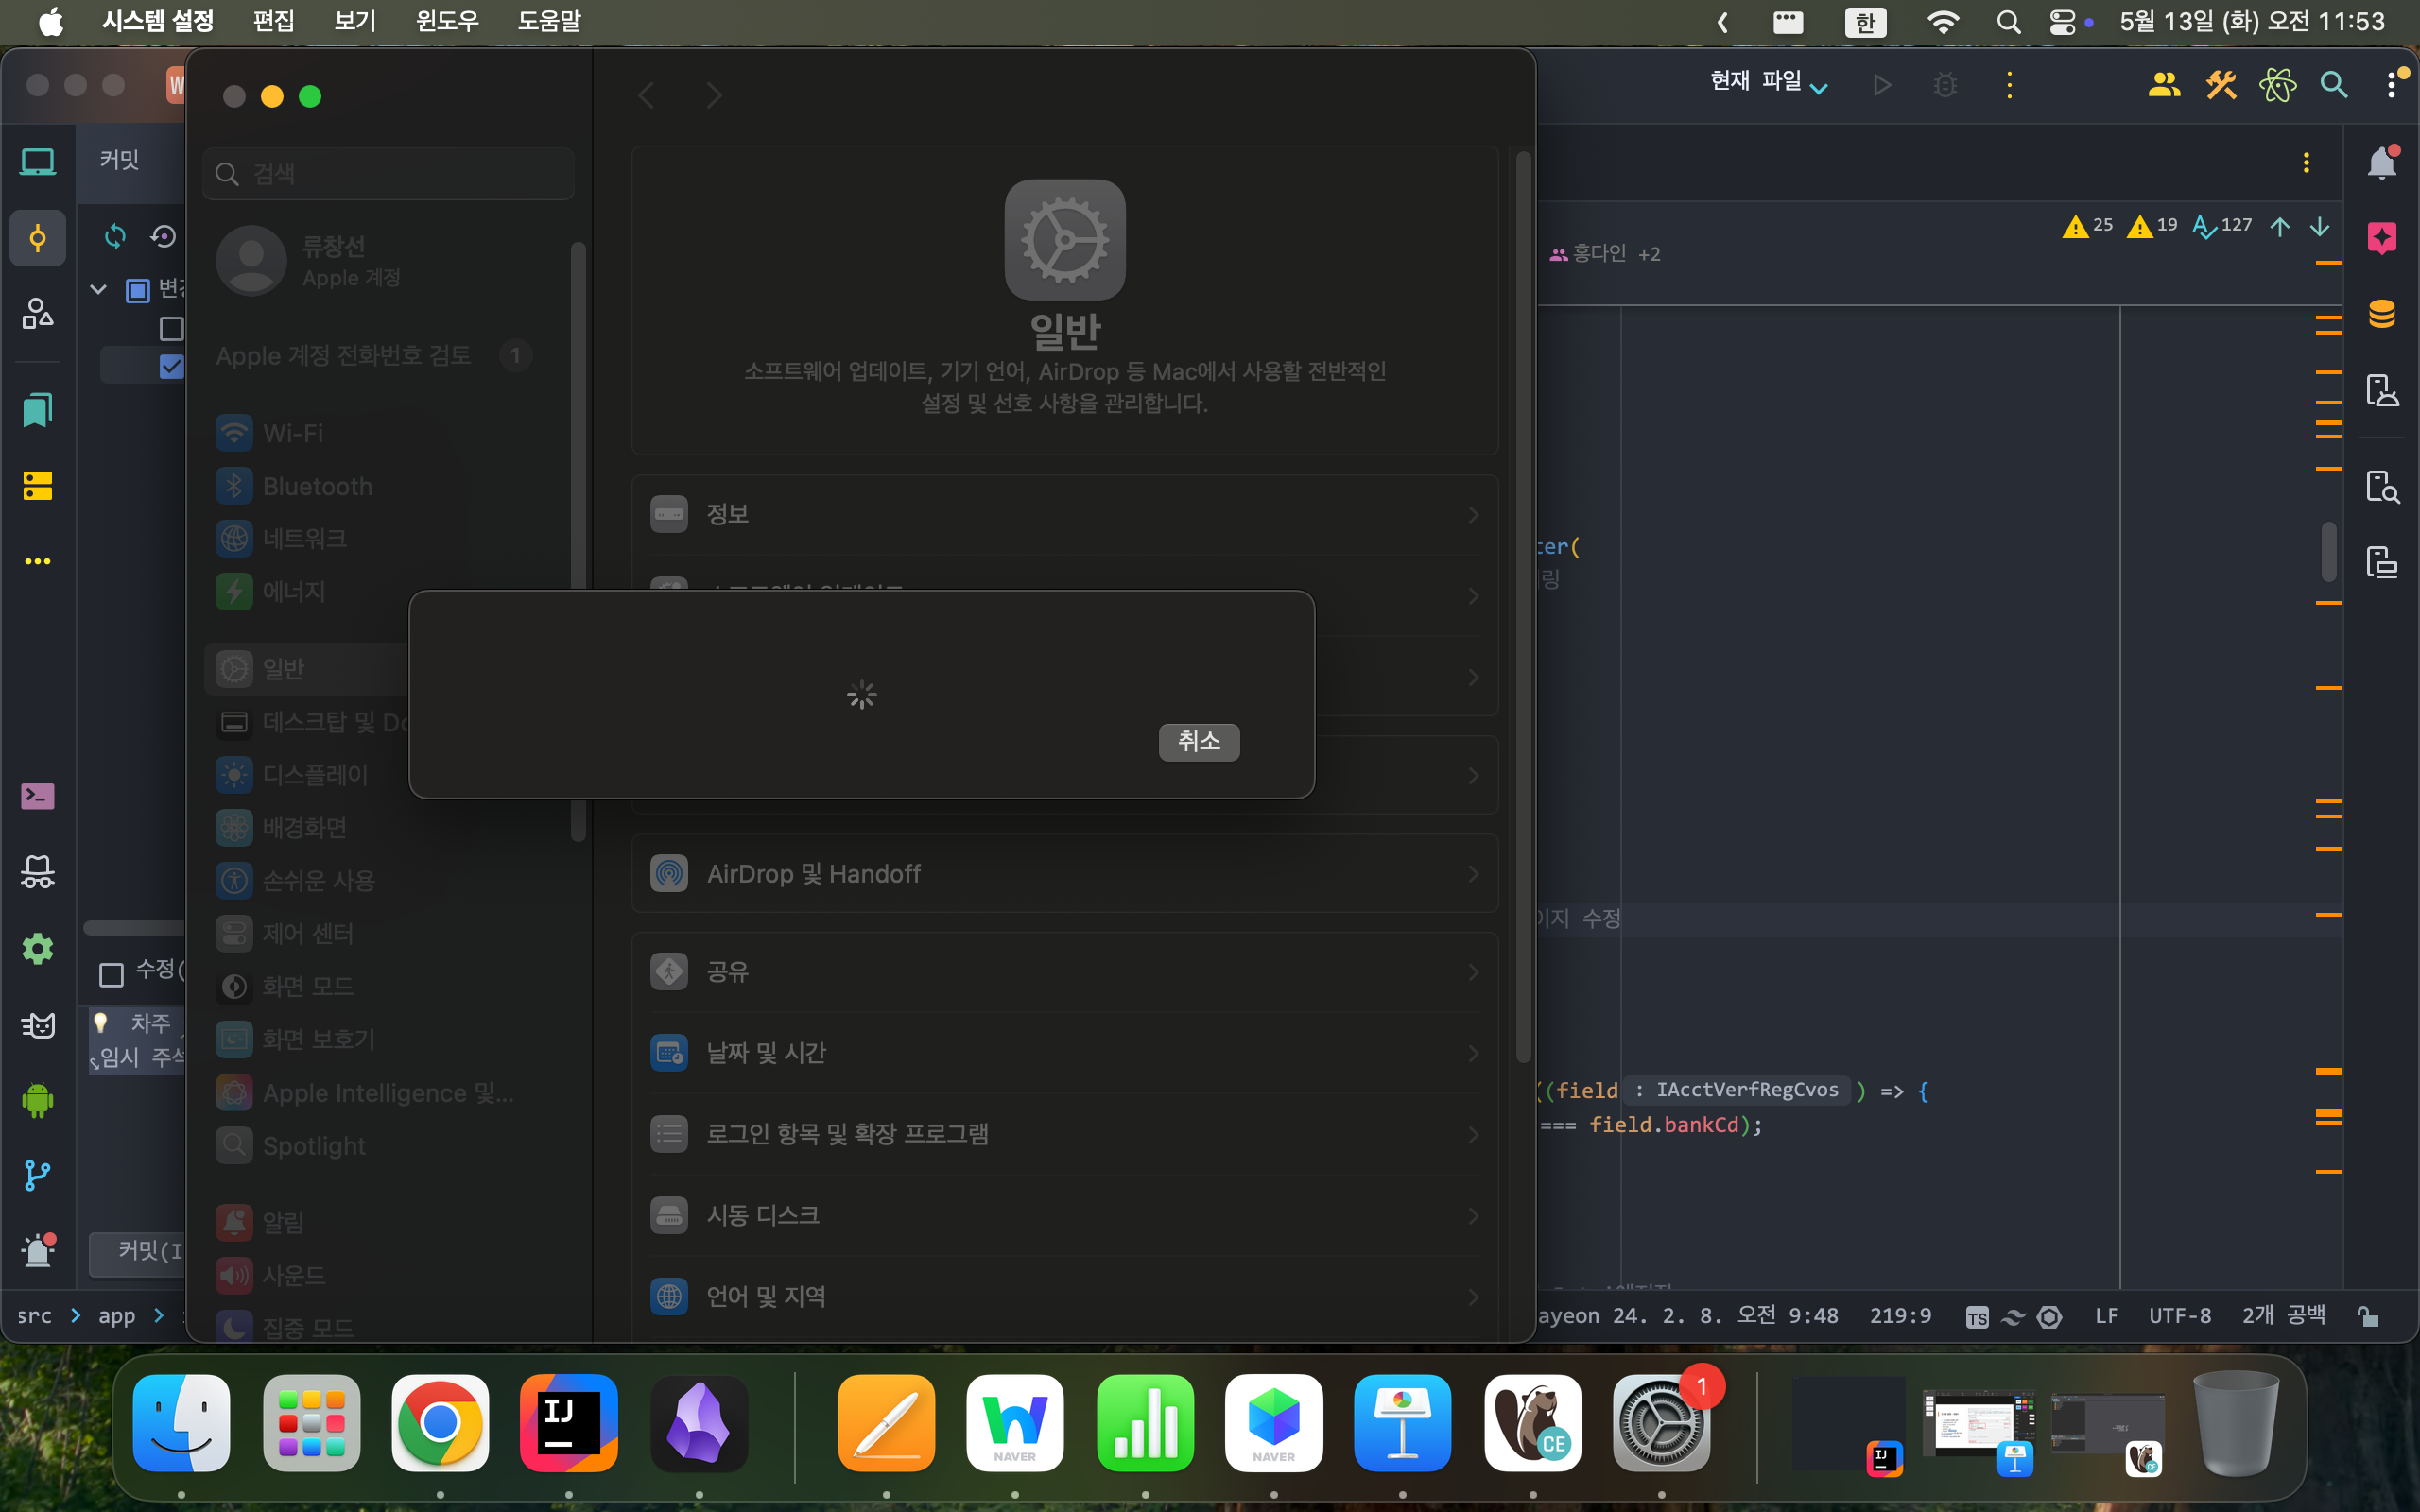 시스템 설정 편집 보기 윈도우 도움말 한 5월 13일 (화) 오전 11:53
W 현재 파일
커밋
검색
류창선
Apple 계정
Apple 계정 전화번호 검토 1
Wi-Fi
Bluetooth
네트워크
에너지
일반
데스크탑 및 Do
디스플레이
배경화면
손쉬운 사용
제어 센터
화면 모드
화면 보호기
Apple Intelligence 및...
Spotlight
알림
사운드
집중 모드
일반
소프트웨어 업데이트, 기기 언어, AirDrop 등 Mac에서 사용할 전반적인
설정 및 선호 사항을 관리합니다.
정보
취소
AirDrop 및 Handoff
공유
날짜 및 시간
로그인 항목 및 확장 프로그램
시동 디스크
언어 및 지역
25 19 127
홍다인 +2
ter(
링
이지 수정
((field : IAcctVerfRegCvos ) => {
=== field.bankCd);
수정(
차주
임시 주석
커밋(I
src > app >
ayeon 24. 2. 8. 오전 9:48 219:9 TS LF UTF-8 2개 공백
IJ NAVER NAVER CE 1 IJ CE